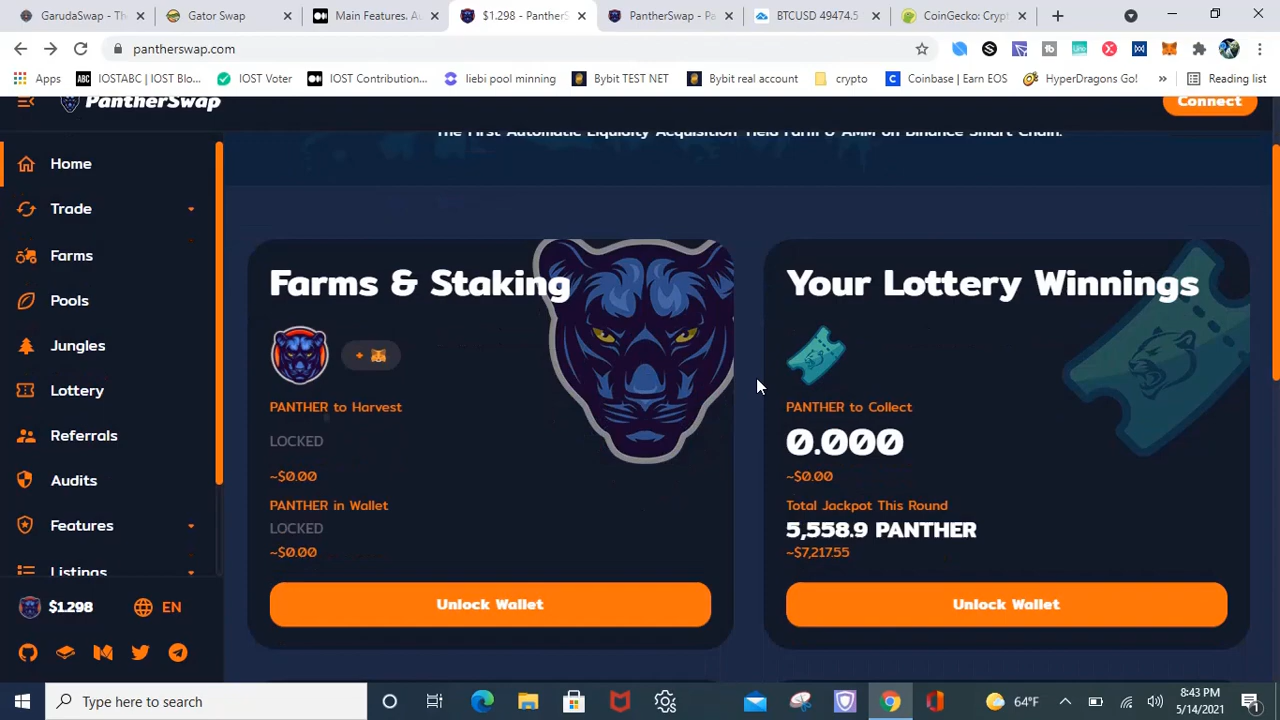 GarudaSwap - The
Gator Swap
Main Features. Au
$1.298 - PantherS
PantherSwap - Pa
BTCUSD 49474.5
CoinGecko: Cryp
pantherswap.com
Apps
IOSTABC | IOST Blo...
IOST Voter
IOST Contribution...
liebi pool minning
Bybit TEST NET
Bybit real account
crypto
Coinbase | Earn EOS
HyperDragons Go!
Reading list
PantherSwap
Connect
The First Automatic Liquidity Acquisition Yield Farm & AMM on Binance Smart Chain.
Home
Trade
Farms
Pools
Jungles
Lottery
Referrals
Audits
Features
Listings
$1.298
EN
Farms & Staking
PANTHER to Harvest
LOCKED
~$0.00
PANTHER in Wallet
LOCKED
~$0.00
Unlock Wallet
Your Lottery Winnings
PANTHER to Collect
0.000
~$0.00
Total Jackpot This Round
5,558.9 PANTHER
~$7,217.55
Unlock Wallet
Type here to search
64°F
8:43 PM
5/14/2021